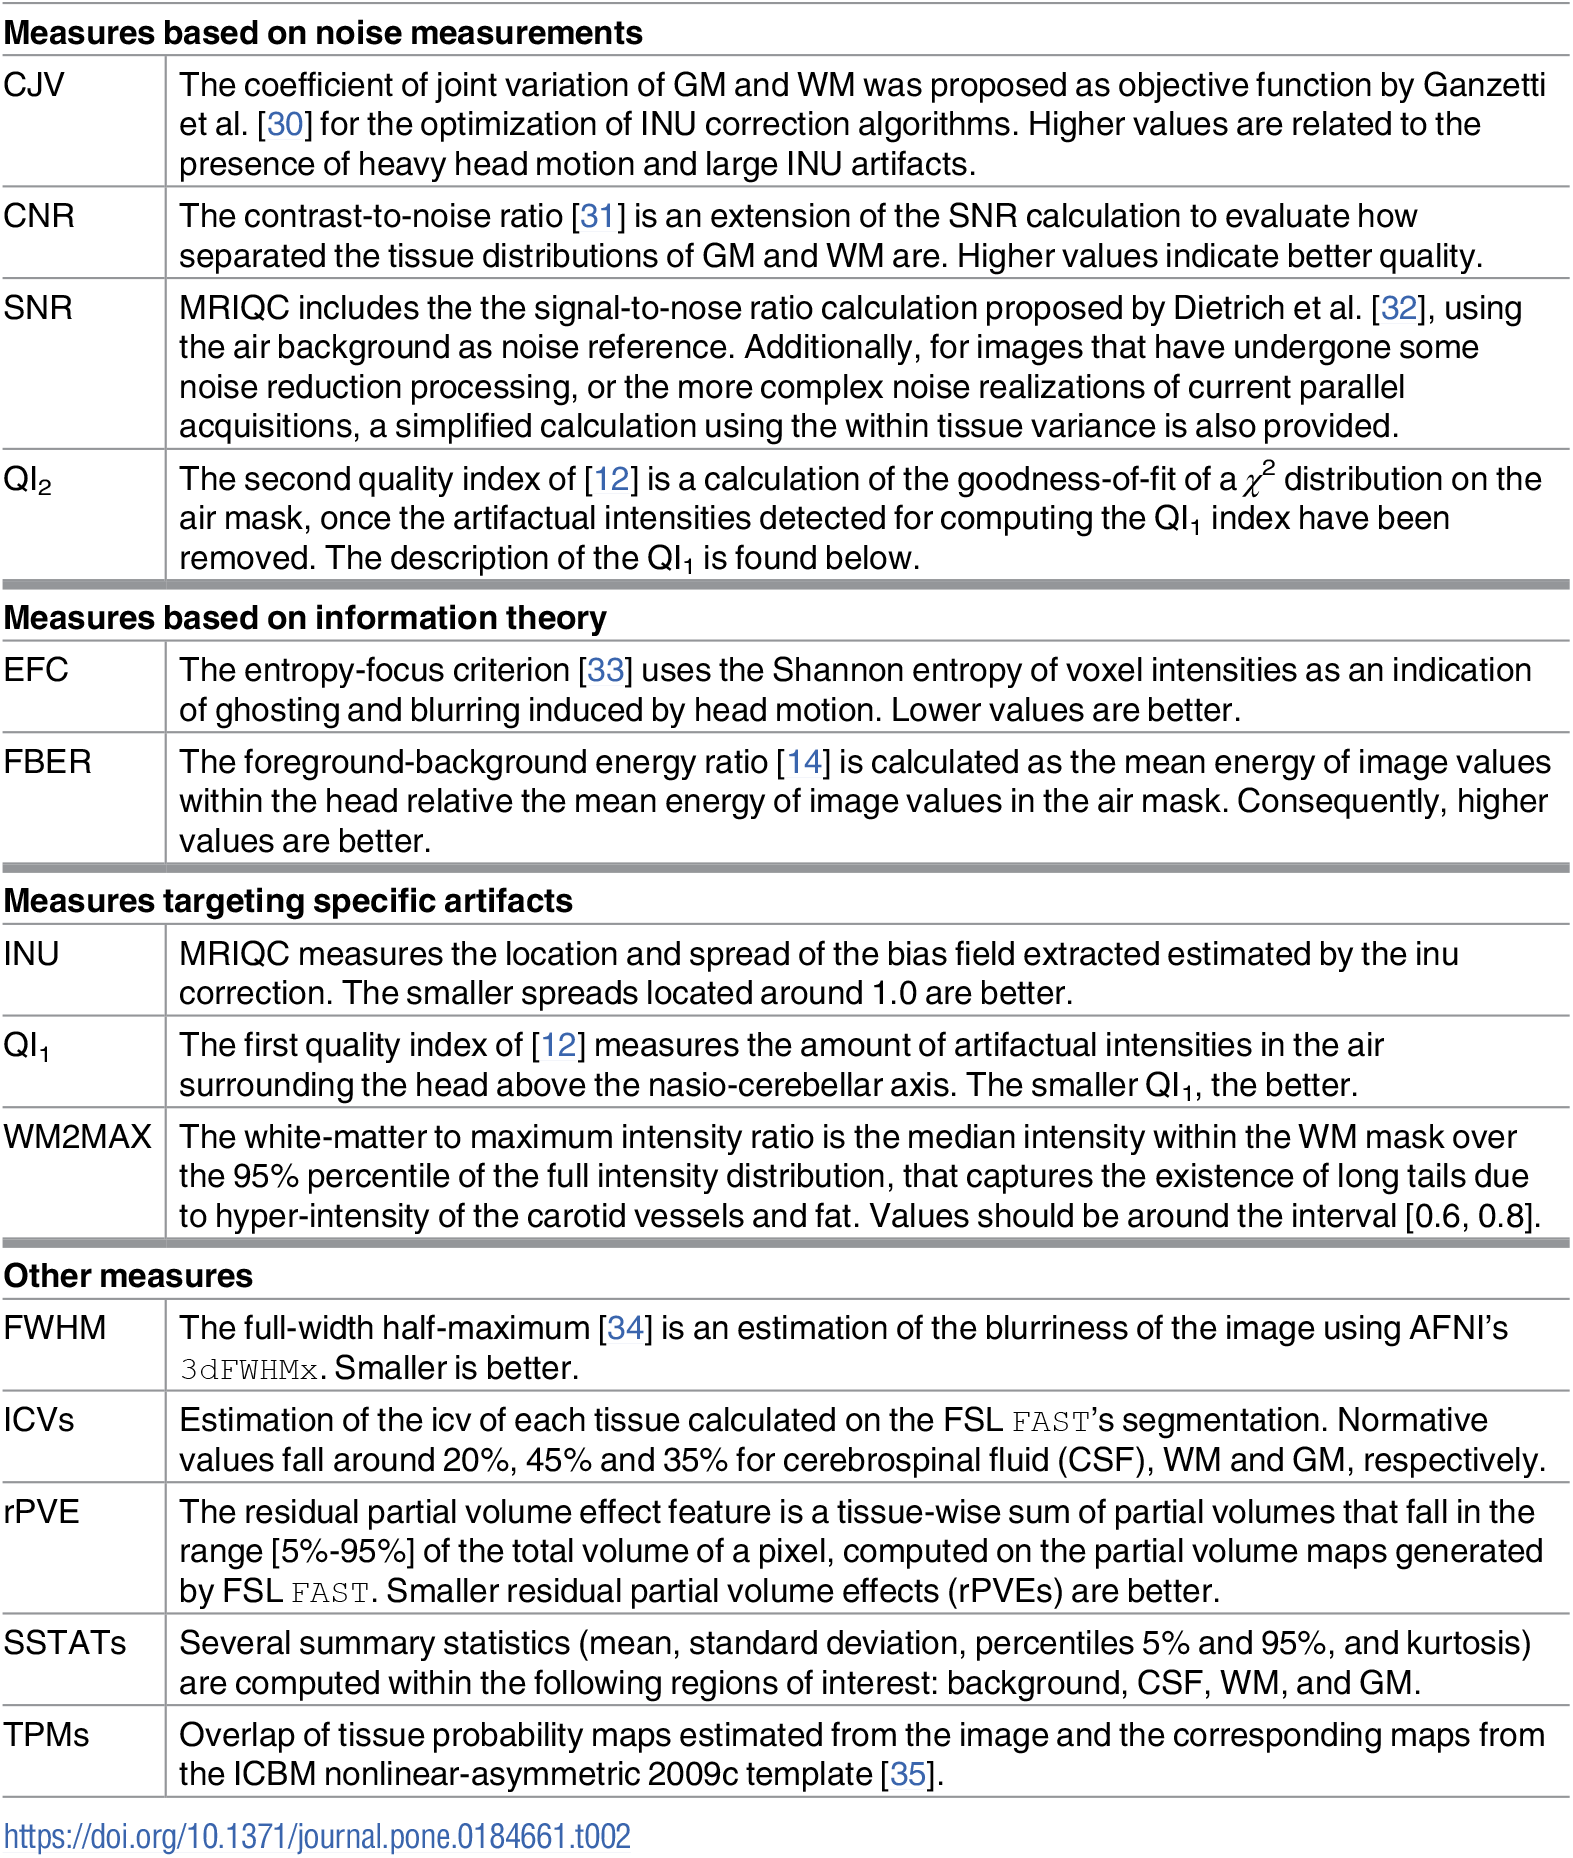 Measures based on noise measurements
CJV
The coefficient of joint variation of GM and WM was proposed as objective function by Ganzetti
et al. [30] for the optimization of INU correction algorithms. Higher values are related to the
presence of heavy head motion and large INU artifacts.
CNR
The contrast-to-noise ratio [31] is an extension of the SNR calculation to evaluate how
separated the tissue distributions of GM and WM are. Higher values indicate better quality.
SNR
MRIQC includes the the signal-to-nose ratio calculation proposed by Dietrich et al. [32], using
the air background as noise reference. Additionally, for images that have undergone some
noise reduction processing, or the more complex noise realizations of current parallel
acquisitions, a simplified calculation using the within tissue variance is also provided.
QI₂
The second quality index of [12] is a calculation of the goodness-of-fit of a χ² distribution on the
air mask, once the artifactual intensities detected for computing the QI₁ index have been
removed. The description of the QI₁ is found below.
Measures based on information theory
EFC
The entropy-focus criterion [33] uses the Shannon entropy of voxel intensities as an indication
of ghosting and blurring induced by head motion. Lower values are better.
FBER
The foreground-background energy ratio [14] is calculated as the mean energy of image values
within the head relative the mean energy of image values in the air mask. Consequently, higher
values are better.
Measures targeting specific artifacts
INU
MRIQC measures the location and spread of the bias field extracted estimated by the inu
correction. The smaller spreads located around 1.0 are better.
QI₁
The first quality index of [12] measures the amount of artifactual intensities in the air
surrounding the head above the nasio-cerebellar axis. The smaller QI₁, the better.
WM2MAX
The white-matter to maximum intensity ratio is the median intensity within the WM mask over
the 95% percentile of the full intensity distribution, that captures the existence of long tails due
to hyper-intensity of the carotid vessels and fat. Values should be around the interval [0.6, 0.8].
Other measures
FWHM
The full-width half-maximum [34] is an estimation of the blurriness of the image using AFNI's
3dFWHMx. Smaller is better.
ICVs
Estimation of the icv of each tissue calculated on the FSL FAST's segmentation. Normative
values fall around 20%, 45% and 35% for cerebrospinal fluid (CSF), WM and GM, respectively.
rPVE
The residual partial volume effect feature is a tissue-wise sum of partial volumes that fall in the
range [5%-95%] of the total volume of a pixel, computed on the partial volume maps generated
by FSL FAST. Smaller residual partial volume effects (rPVEs) are better.
SSTATs
Several summary statistics (mean, standard deviation, percentiles 5% and 95%, and kurtosis)
are computed within the following regions of interest: background, CSF, WM, and GM.
TPMs
Overlap of tissue probability maps estimated from the image and the corresponding maps from
the ICBM nonlinear-asymmetric 2009c template [35].
https://doi.org/10.1371/journal.pone.0184661.t002